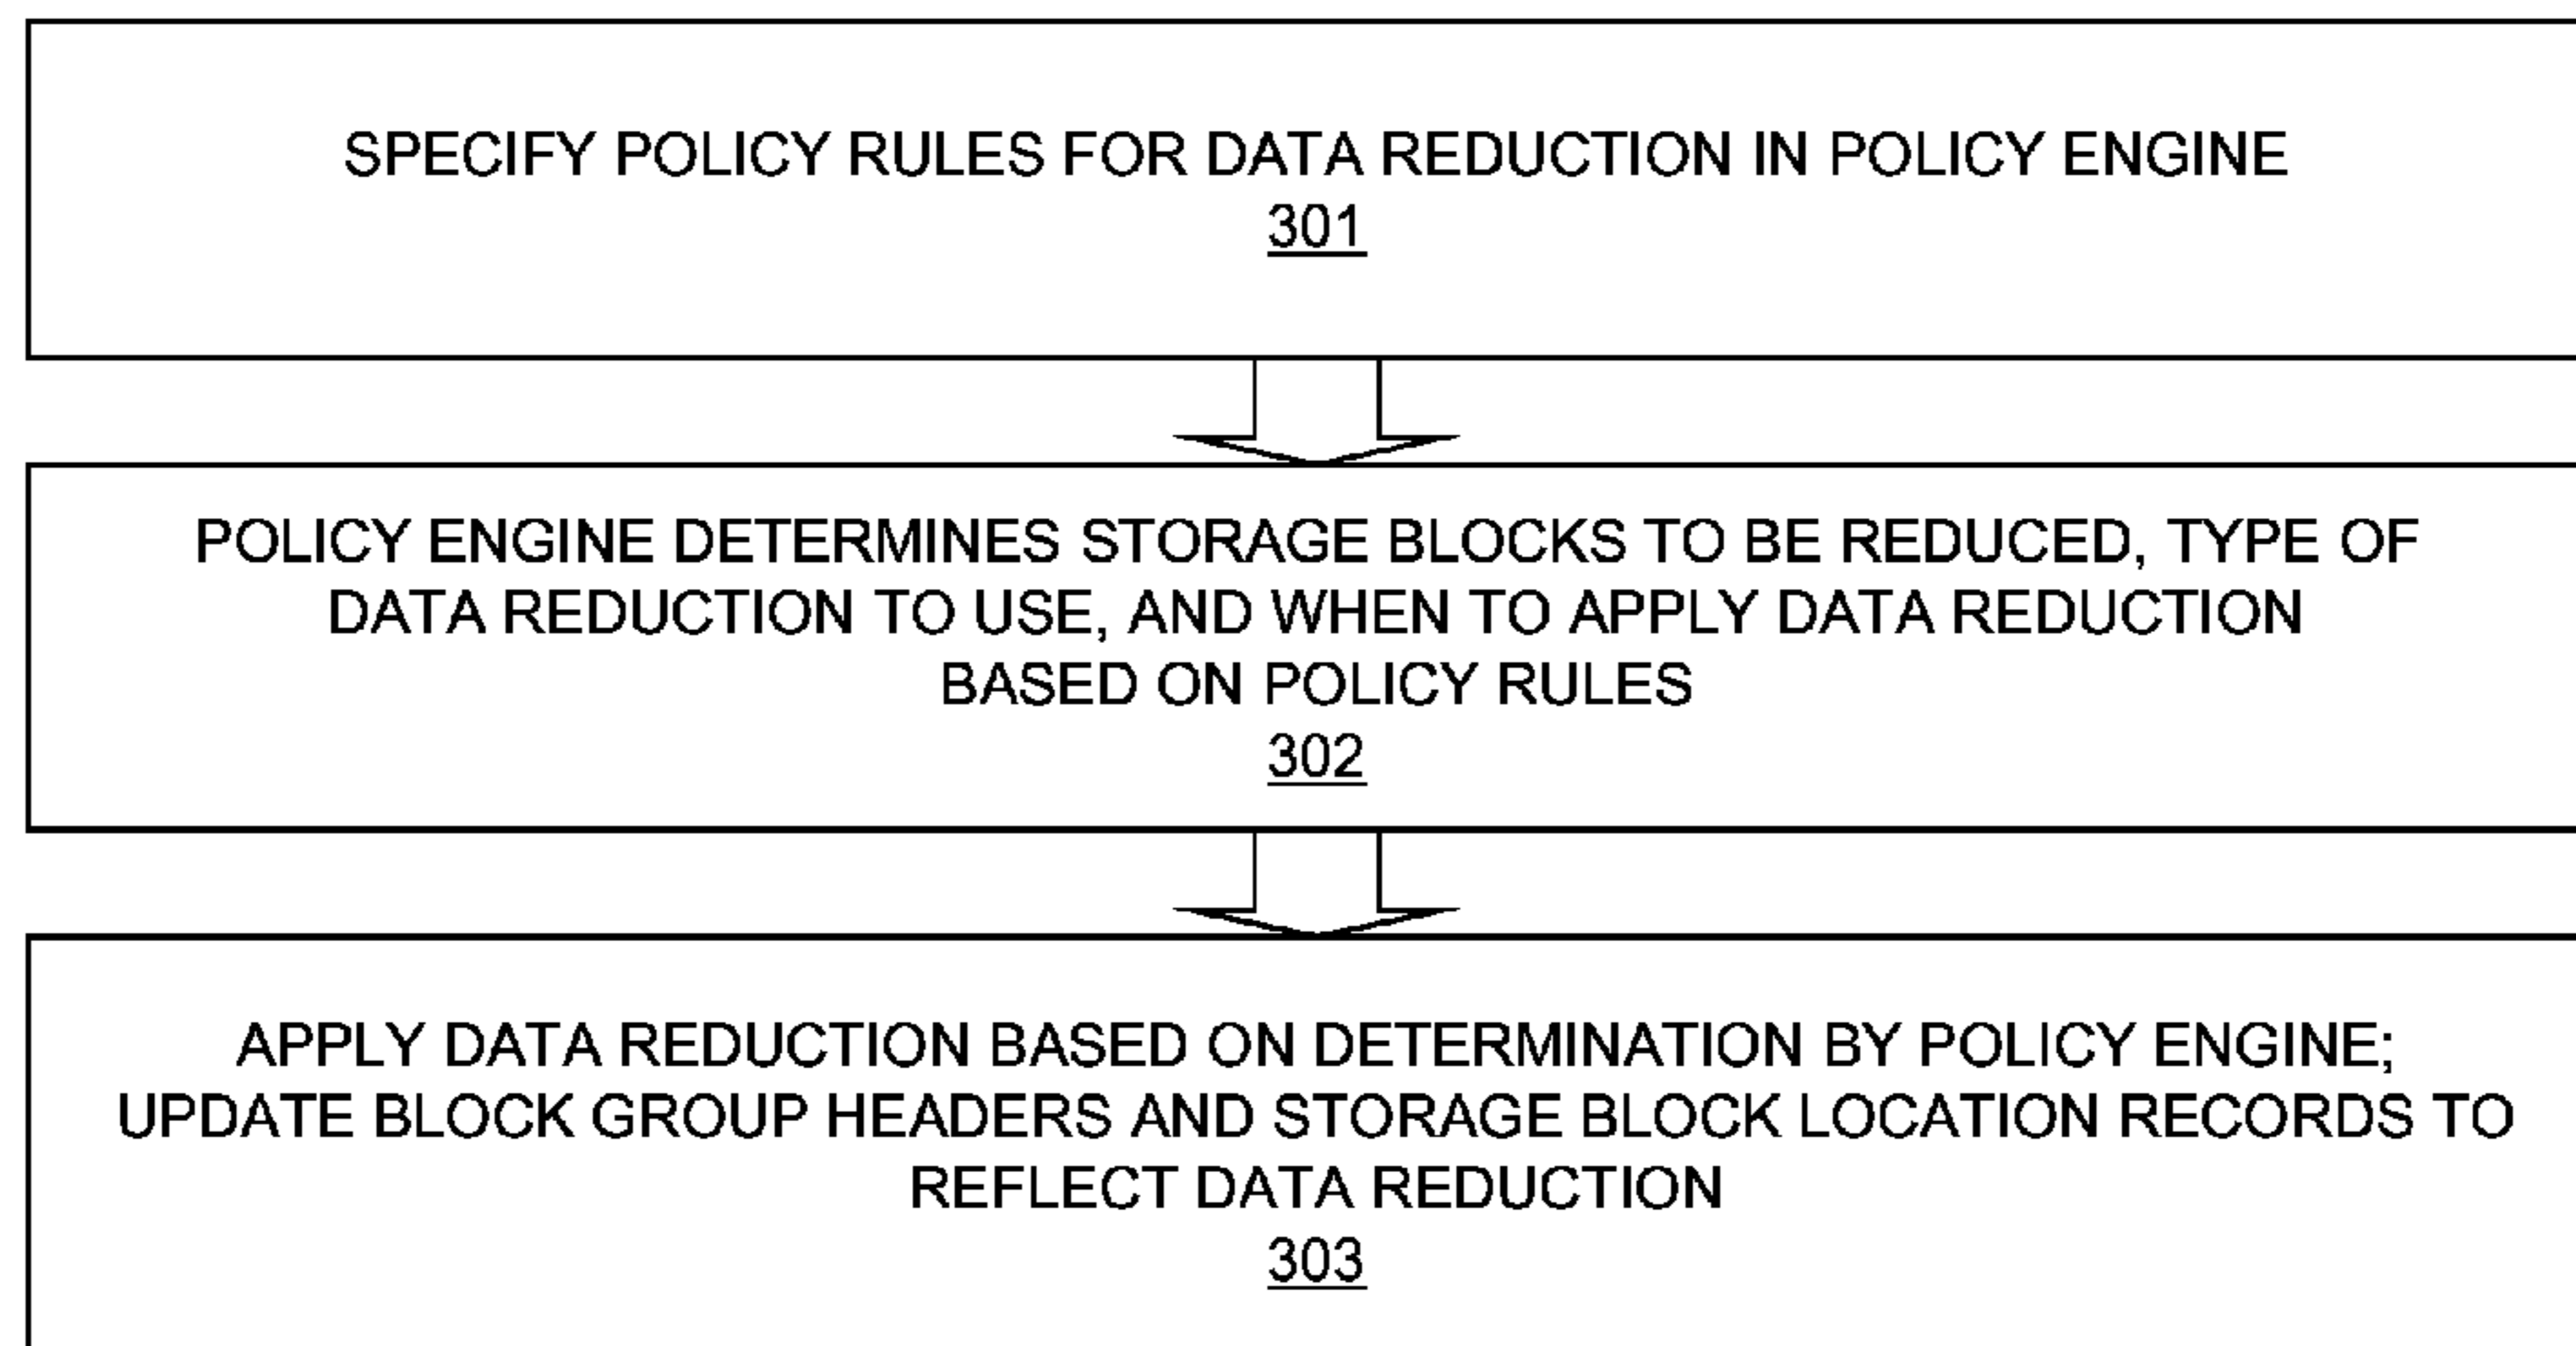 SPECIFY POLICY RULES FOR DATA REDUCTION IN POLICY ENGINE
301
POLICY ENGINE DETERMINES STORAGE BLOCKS TO BE REDUCED, TYPE OF
DATA REDUCTION TO USE, AND WHEN TO APPLY DATA REDUCTION
BASED ON POLICY RULES
302
APPLY DATA REDUCTION BASED ON DETERMINATION BY POLICY ENGINE;
UPDATE BLOCK GROUP HEADERS AND STORAGE BLOCK LOCATION RECORDS TO
REFLECT DATA REDUCTION
303